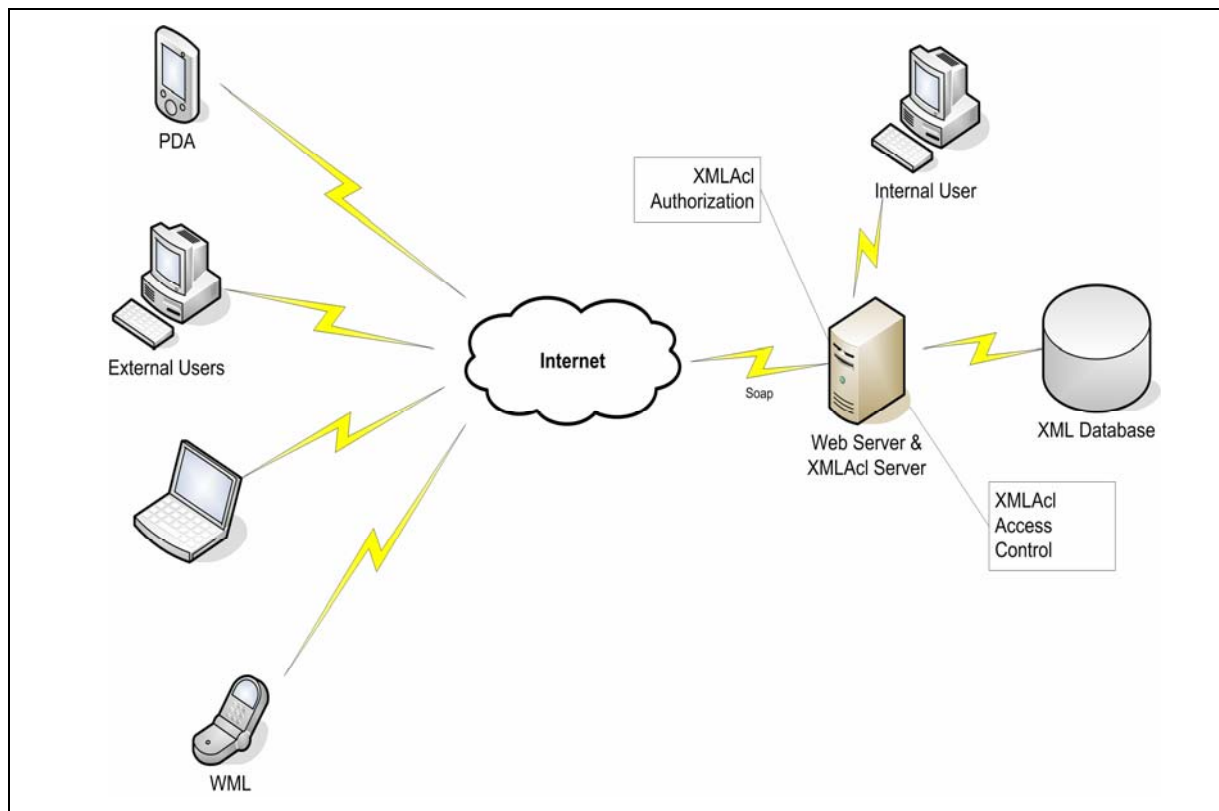 PDA
XMLAcl
Authorization
Internal User
External Users
Internet
Soap
Web Server &
XMLAcl Server
XML Database
XMLAcl
Access
Control
WML